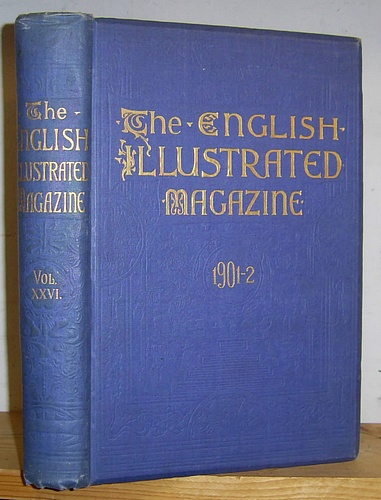 The
ENGLISH
ILLUSTRATED
MAGAZINE
VOL.
XXVI.
The · ENGLISH ·
ILLUSTRATED
MAGAZINE
1901-2